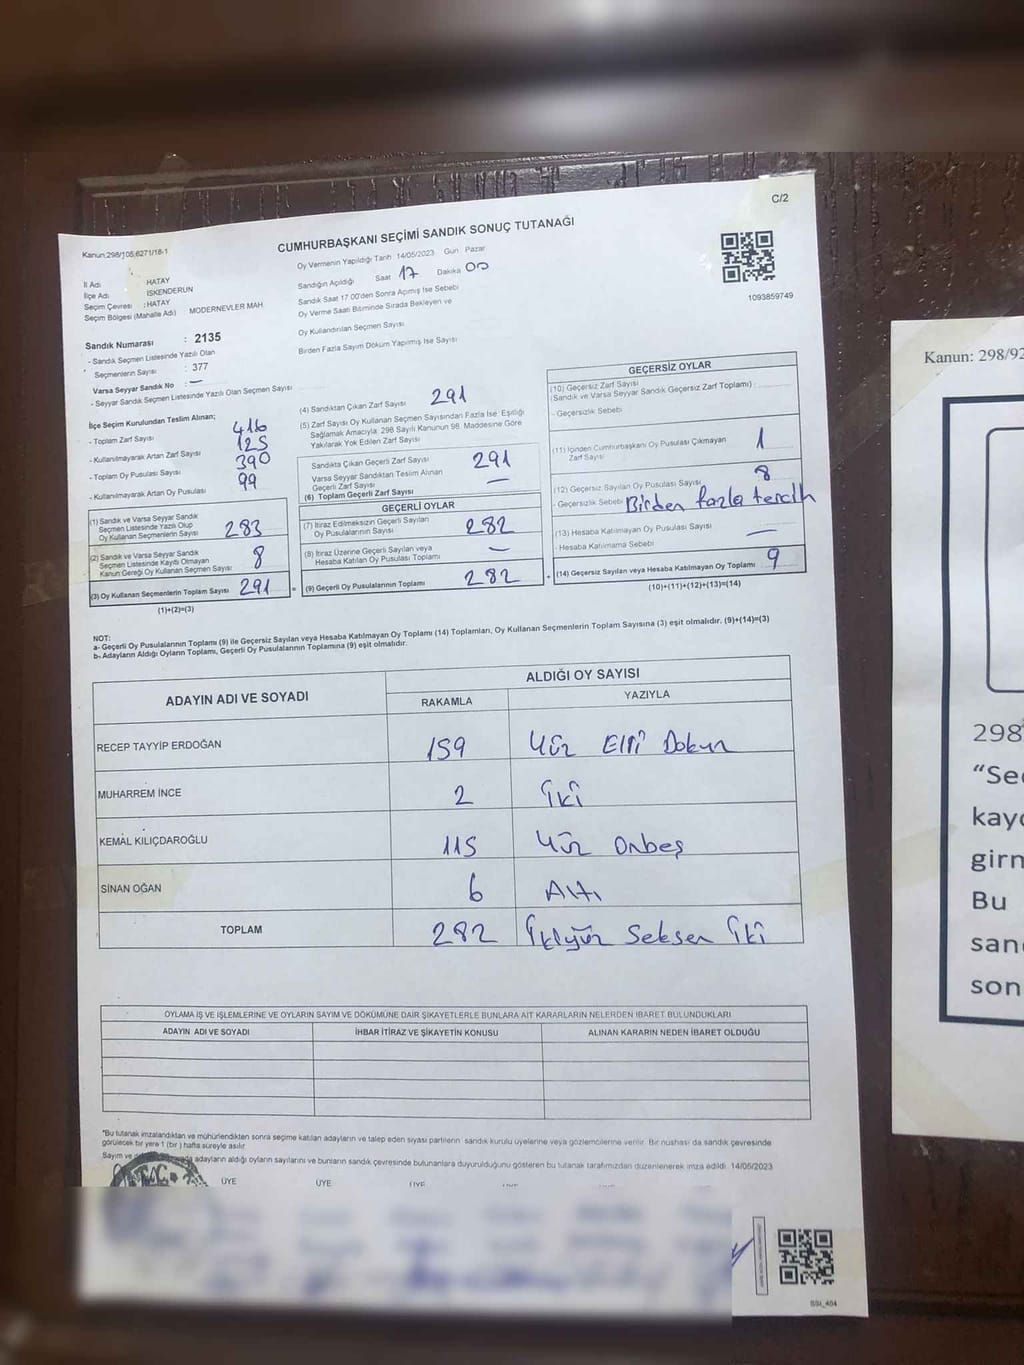 C/2
Kanun:298/105,6271/18-1
CUMHURBAŞKANI SEÇİMİ SANDIK SONUÇ TUTANAĞI
Oy Vermenin Yapıldığı Tarih 14/05/2023 Gün Pazar
Sandığın Açıldığı Saat 17 Dakika 00
Sandık Saat 17.00'den Sonra Açılmış İse Sebebi
Oy Verme Saati Bitiminde Sırada Bekleyen ve
Oy Kullandırılan Seçmen Sayısı
Birden Fazla Sayım Döküm Yapılmış İse Sayısı
1093859749
İl Adı : HATAY
İlçe Adı : İSKENDERUN
Seçim Çevresi : HATAY
Seçim Bölgesi (Mahalle Adı) MODERNEVLER MAH.
Sandık Numarası : 2135
- Sandık Seçmen Listesinde Yazılı Olan
Seçmenlerin Sayısı : 377
Varsa Seyyar Sandık No : —
- Seyyar Sandık Seçmen Listesinde Yazılı Olan Seçmen Sayısı
İlçe Seçim Kurulundan Teslim Alınan;
- Toplam Zarf Sayısı 416
- Kullanılmayarak Artan Zarf Sayısı 125
- Toplam Oy Pusulası Sayısı 390
- Kullanılmayarak Artan Oy Pusulası 99
(1) Sandık ve Varsa Seyyar Sandık
Seçmen Listesinde Yazılı Olup
Oy Kullanan Seçmenlerin Sayısı 283
(2) Sandık ve Varsa Seyyar Sandık
Seçmen Listesinde Kayıtlı Olmayan
Kanun Gereği Oy Kullanan Seçmen Sayısı 8
(3) Oy Kullanan Seçmenlerin Toplam Sayısı 291
(1)+(2)=(3)
(4) Sandıktan Çıkan Zarf Sayısı 291
(5) Zarf Sayısı Oy Kullanan Seçmen Sayısından Fazla İse, Eşitliği
Sağlamak Amacıyla; 298 Sayılı Kanunun 98. Maddesine Göre
Yakılarak Yok Edilen Zarf Sayısı
Sandıkta Çıkan Geçerli Zarf Sayısı 291
Varsa Seyyar Sandıktan Teslim Alınan
Geçerli Zarf Sayısı —
(6) Toplam Geçerli Zarf Sayısı
GEÇERLİ OYLAR
(7) İtiraz Edilmeksizin Geçerli Sayılan
Oy Pusulalarının Sayısı 282
(8) İtiraz Üzerine Geçerli Sayılan veya
Hesaba Katılan Oy Pusulası Toplamı —
= (9) Geçerli Oy Pusulalarının Toplamı 282 +
GEÇERSİZ OYLAR
(10) Geçersiz Zarf Sayısı
(Sandık ve Varsa Seyyar Sandık Geçersiz Zarf Toplamı) :
- Geçersizlik Sebebi
(11) İçinden Cumhurbaşkanı Oy Pusulası Çıkmayan
Zarf Sayısı 1
(12) Geçersiz Sayılan Oy Pusulası Sayısı 8
- Geçersizlik Sebebi Birden fazla tercih
(13) Hesaba Katılmayan Oy Pusulası Sayısı —
- Hesaba Katılmama Sebebi
(14) Geçersiz Sayılan veya Hesaba Katılmayan Oy Toplamı 9
(10)+(11)+(12)+(13)=(14)
NOT:
a- Geçerli Oy Pusulalarının Toplamı (9) ile Geçersiz Sayılan veya Hesaba Katılmayan Oy Toplamı (14) Toplamları, Oy Kullanan Seçmenlerin Toplam Sayısına (3) eşit olmalıdır. (9)+(14)=(3)
b- Adayların Aldığı Oyların Toplamı, Geçerli Oy Pusulalarının Toplamına (9) eşit olmalıdır.
ADAYIN ADI VE SOYADI
ALDIĞI OY SAYISI
RAKAMLA YAZIYLA
RECEP TAYYİP ERDOĞAN 159 Yüz Elli Dokuz
MUHARREM İNCE 2 İki
KEMAL KILIÇDAROĞLU 115 Yüz Onbeş
SİNAN OĞAN 6 Altı
TOPLAM 282 İkiyüz Seksen İki
OYLAMA İŞ VE İŞLEMLERİNE VE OYLARIN SAYIM VE DÖKÜMÜNE DAİR ŞİKAYETLERLE BUNLARA AİT KARARLARIN NELERDEN İBARET BULUNDUKLARI
ADAYIN ADI VE SOYADI İHBAR İTİRAZ VE ŞİKAYETİN KONUSU ALINAN KARARIN NEDEN İBARET OLDUĞU
*Bu tutanak imzalandıktan ve mühürlendikten sonra seçime katılan adayların ve talep eden siyasi partilerin sandık kurulu üyelerine veya gözlemcilerine verilir. Bir nüshası da sandık çevresinde
görülecek bir yere 1 (bir) hafta süreyle asılır.
Sayım ve adayların aldığı oyların sayılarını ve bunların sandık çevresinde bulunanlara duyurulduğunu gösteren bu tutanak tarafımızdan düzenlenerek imza edildi. 14/05/2023
ÜYE ÜYE ÜYE
SSI_404
Kanun: 298/92
298
“Seç
kayd
girm
Bu
sand
son